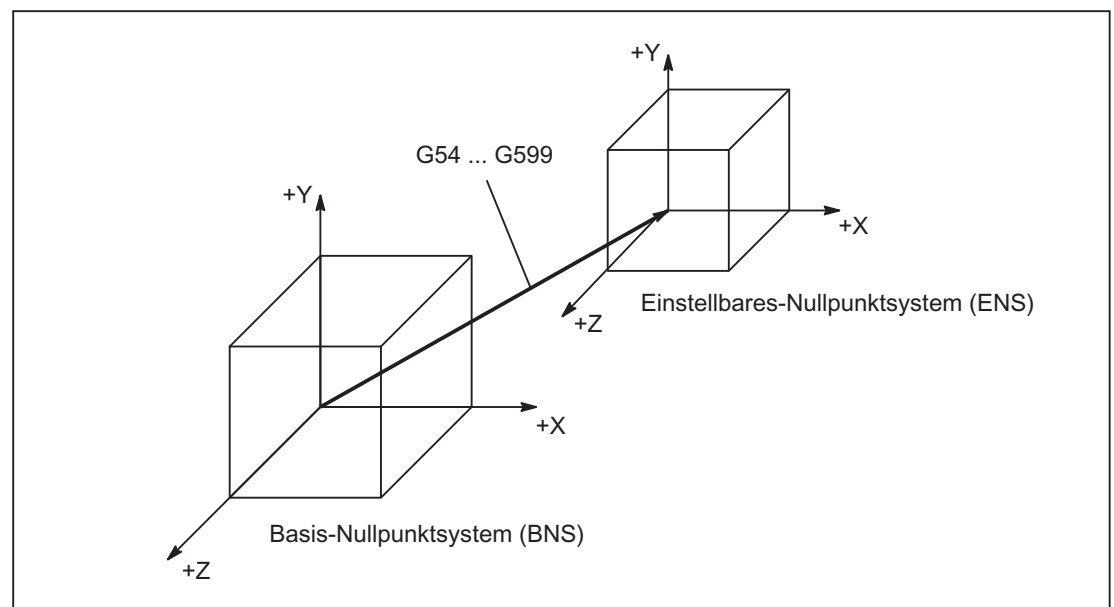 +Y
G54 ... G599
+X
+Z
Einstellbares-Nullpunktsystem (ENS)
+Y
+X
Basis-Nullpunktsystem (BNS)
+Z